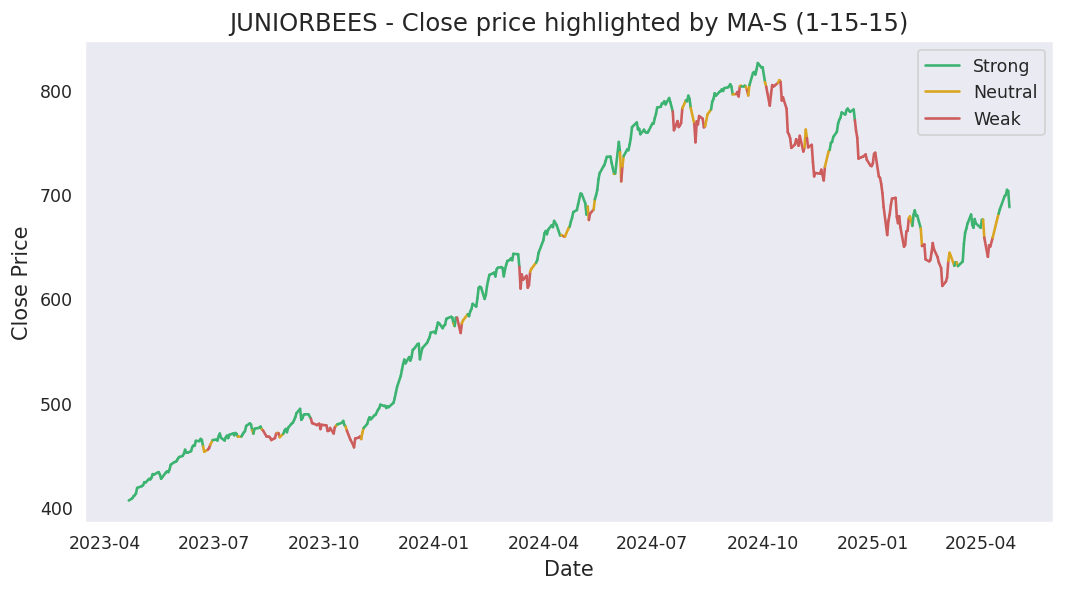 JUNIORBEES - Close price highlighted by MA-S (1-15-15)
Strong
Neutral
Weak
Close Price
800
700
600
500
400
2023-04 2023-07 2023-10 2024-01 2024-04 2024-07 2024-10 2025-01 2025-04
Date